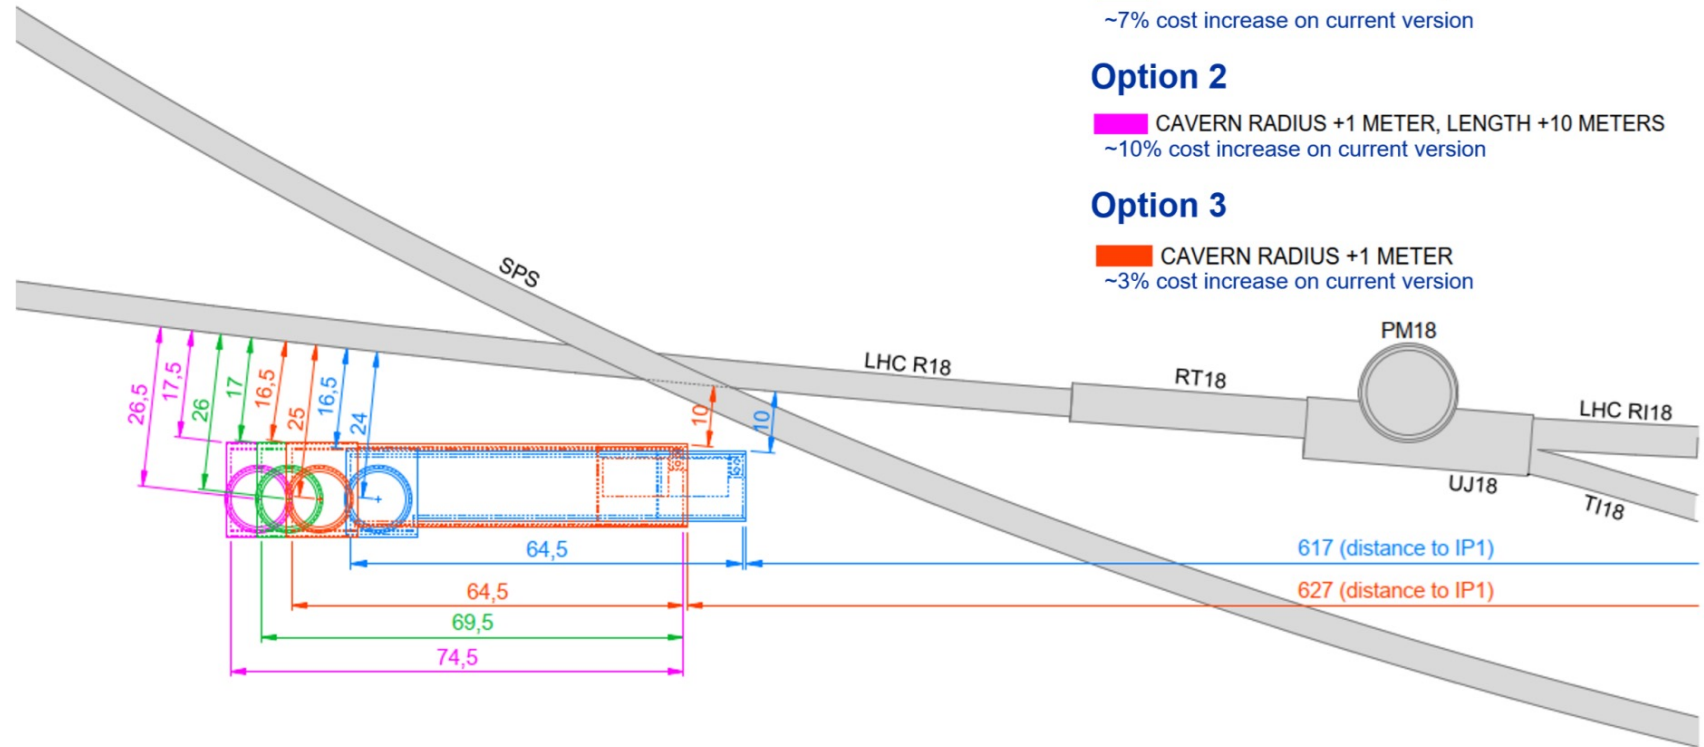 ~7% cost increase on current version
Option 2
CAVERN RADIUS +1 METER, LENGTH +10 METERS
~10% cost increase on current version
Option 3
CAVERN RADIUS +1 METER
~3% cost increase on current version
SPS
PM18
LHC R18
RT18
LHC RI18
UJ18
TI18
26,5
17,5
26
17
16,5
25
16,5
24
10
10
64,5
617 (distance to IP1)
64,5
627 (distance to IP1)
69,5
74,5